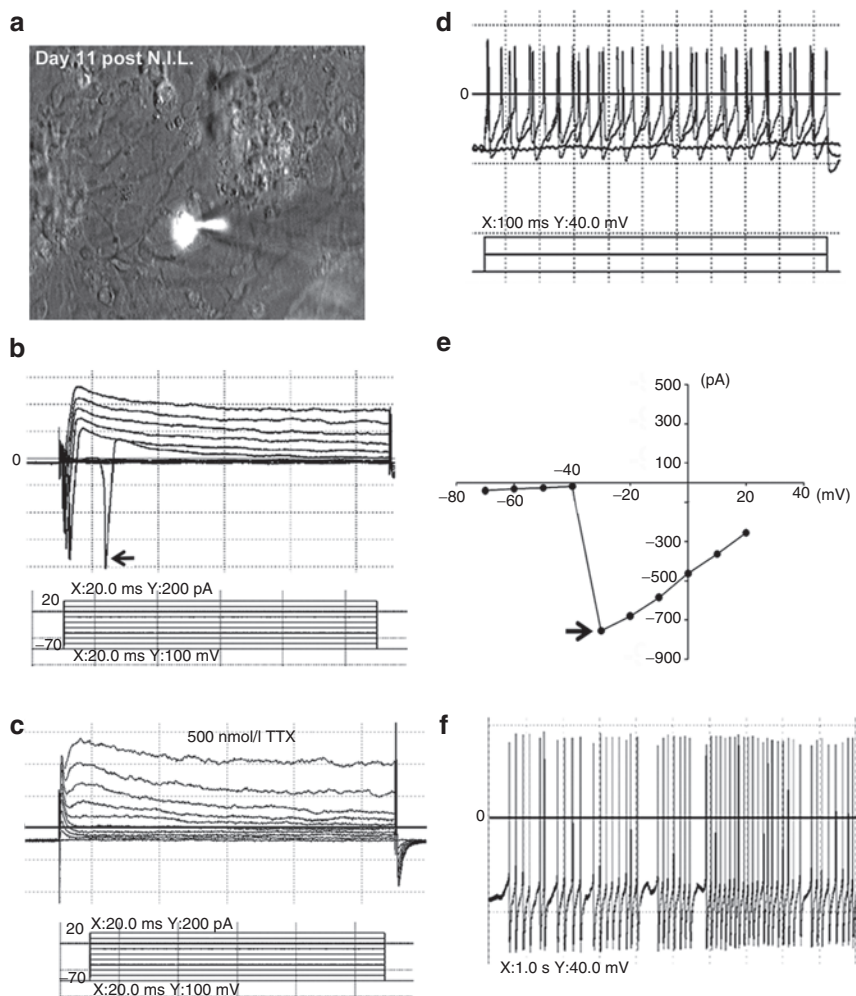 a
Day 11 post N.I.L.
b
0
X:20.0 ms Y:200 pA
20
−70
X:20.0 ms Y:100 mV
c
500 nmol/l TTX
X:20.0 ms Y:200 pA
20
−70
X:20.0 ms Y:100 mV
d
0
X:100 ms Y:40.0 mV
e
500
(pA)
300
100
−40
−80
−60
−20
20
40
(mV)
−300
−500
−700
−900
f
0
X:1.0 s Y:40.0 mV